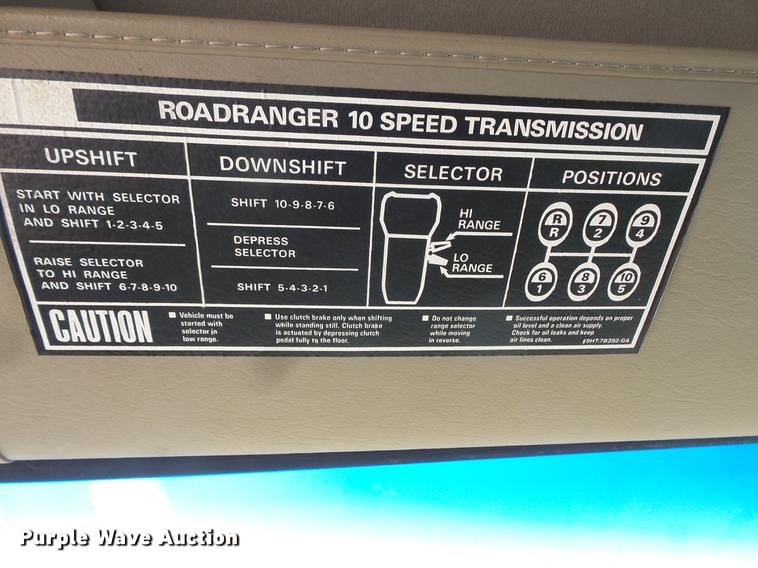 ROADRANGER 10 SPEED TRANSMISSION
UPSHIFT
START WITH SELECTOR
IN LO RANGE
AND SHIFT 1-2-3-4-5
RAISE SELECTOR
TO HI RANGE
AND SHIFT 6-7-8-9-10
DOWNSHIFT
SHIFT 10-9-8-7-6
DEPRESS
SELECTOR
SHIFT 5-4-3-2-1
SELECTOR
HI
RANGE
LO
RANGE
POSITIONS
R 7 9
R 2 4
6 8 10
1 3 5
CAUTION
■ Vehicle must be
started with
selector in
low range.
■ Use clutch brake only when shifting
while standing still. Clutch brake
is actuated by depressing clutch
pedal fully to the floor.
■ Do not change
range selector
while moving
in reverse.
■ Successful operation depends on proper
oil level and a clean air supply.
Check for oil leaks and keep
air lines clean.
E9HT-7B292-GA
Purple Wave Auction